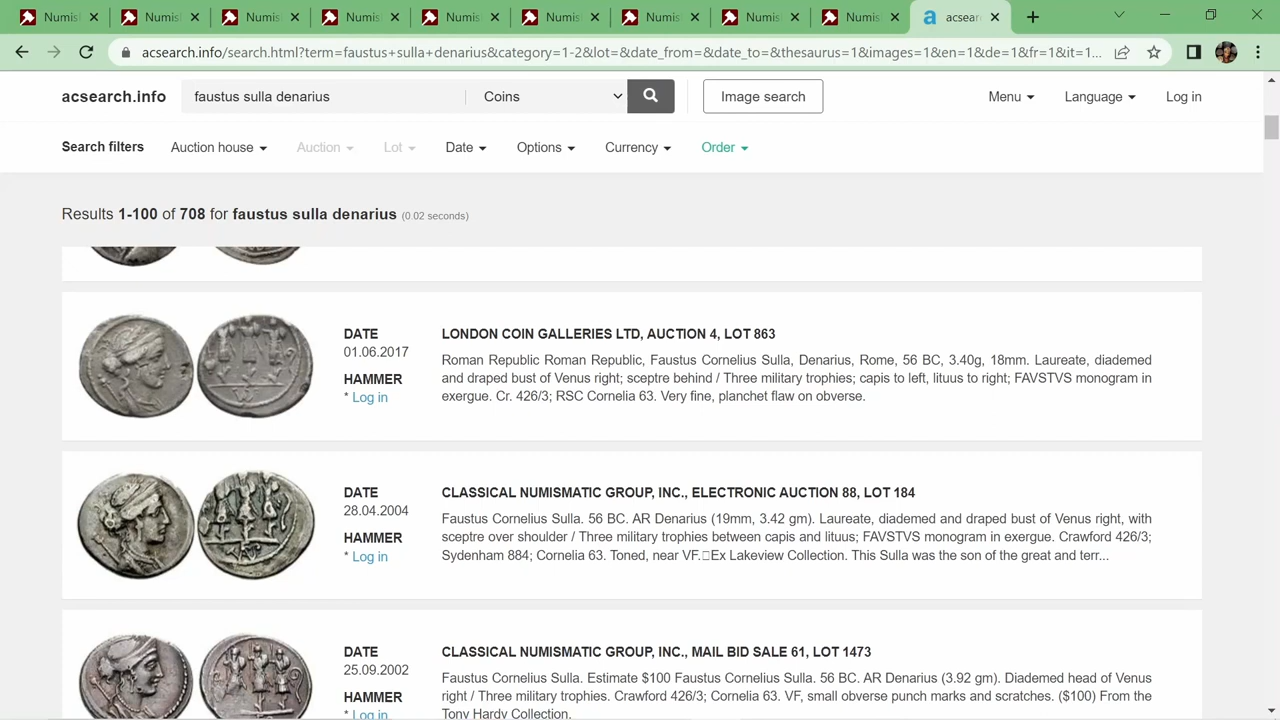 Numisl
Numisl
Numisl
Numisl
Numisl
Numisl
Numisl
Numisl
Numisl
acsear
acsearch.info/search.html?term=faustus+sulla+denarius&category=1-2&lot=&date_from=&date_to=&thesaurus=1&images=1&en=1&de=1&fr=1&it=1...
acsearch.info
faustus sulla denarius
Coins
Image search
Menu
Language
Log in
Search filters
Auction house
Auction
Lot
Date
Options
Currency
Order
Results 1-100 of 708 for faustus sulla denarius (0.02 seconds)
DATE
01.06.2017
HAMMER
* Log in
LONDON COIN GALLERIES LTD, AUCTION 4, LOT 863
Roman Republic Roman Republic, Faustus Cornelius Sulla, Denarius, Rome, 56 BC, 3.40g, 18mm. Laureate, diademed
and draped bust of Venus right; sceptre behind / Three military trophies; capis to left, lituus to right; FAVSTVS monogram in
exergue. Cr. 426/3; RSC Cornelia 63. Very fine, planchet flaw on obverse.
DATE
28.04.2004
HAMMER
* Log in
CLASSICAL NUMISMATIC GROUP, INC., ELECTRONIC AUCTION 88, LOT 184
Faustus Cornelius Sulla. 56 BC. AR Denarius (19mm, 3.42 gm). Laureate, diademed and draped bust of Venus right, with
sceptre over shoulder / Three military trophies between capis and lituus; FAVSTVS monogram in exergue. Crawford 426/3;
Sydenham 884; Cornelia 63. Toned, near VF.□Ex Lakeview Collection. This Sulla was the son of the great and terr...
DATE
25.09.2002
HAMMER
* Log in
CLASSICAL NUMISMATIC GROUP, INC., MAIL BID SALE 61, LOT 1473
Faustus Cornelius Sulla. Estimate $100 Faustus Cornelius Sulla. 56 BC. AR Denarius (3.92 gm). Diademed head of Venus
right / Three military trophies. Crawford 426/3; Cornelia 63. VF, small obverse punch marks and scratches. ($100) From the
Tony Hardy Collection.